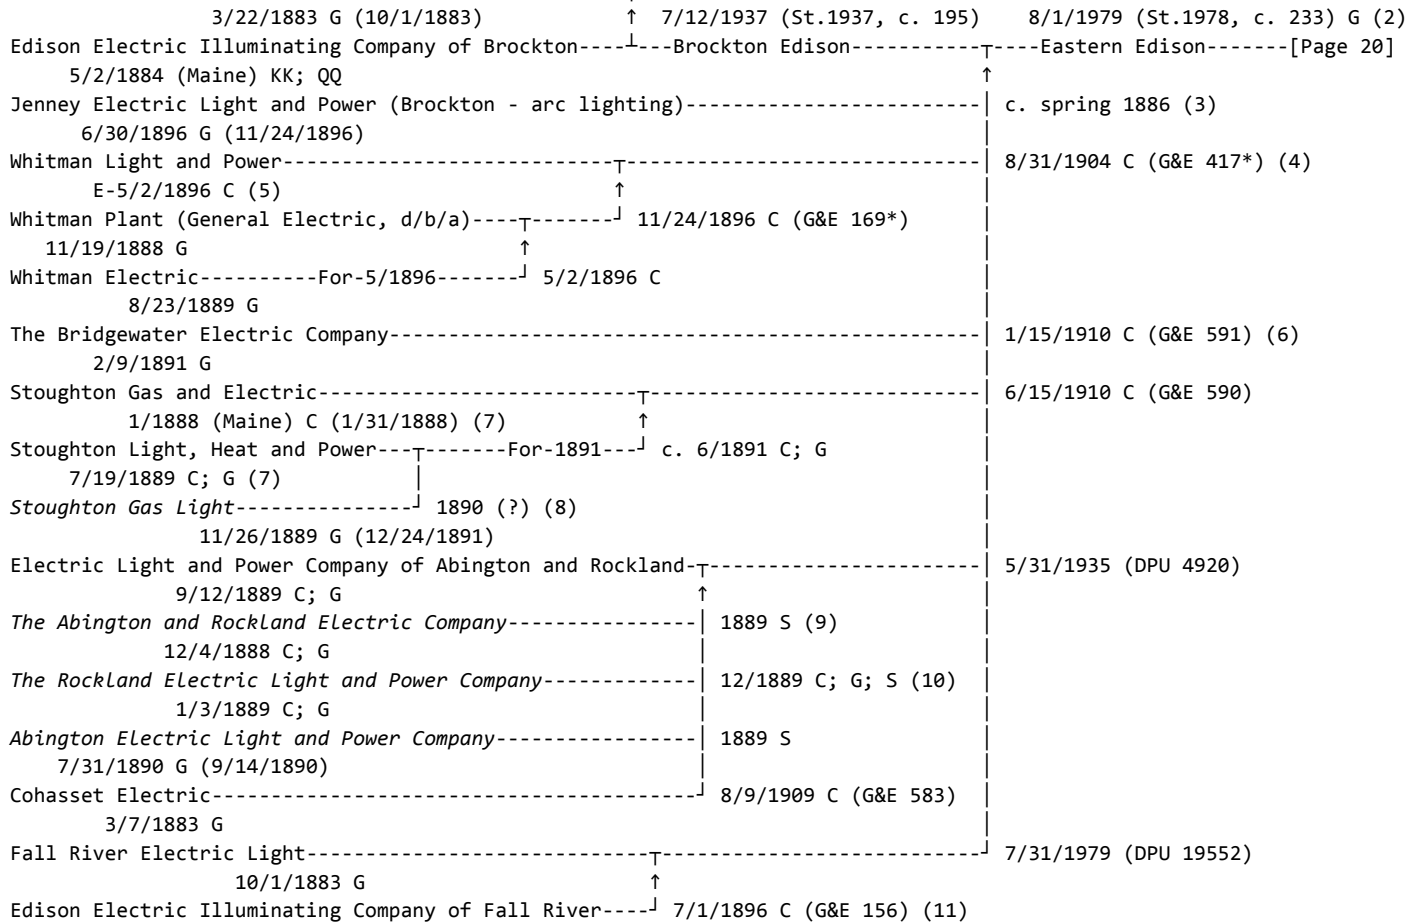 3/22/1883 G (10/1/1883) ↑ 7/12/1937 (St.1937, c. 195) 8/1/1979 (St.1978, c. 233) G (2)
Edison Electric Illuminating Company of Brockton----┴---Brockton Edison-----------┬----Eastern Edison-------[Page 20]
5/2/1884 (Maine) KK; QQ ↑
Jenney Electric Light and Power (Brockton - arc lighting)-------------------------| c. spring 1886 (3)
6/30/1896 G (11/24/1896) |
Whitman Light and Power----------------------------┬------------------------------| 8/31/1904 C (G&E 417*) (4)
E-5/2/1896 C (5) ↑ |
Whitman Plant (General Electric, d/b/a)----┬-------┘ 11/24/1896 C (G&E 169*) |
11/19/1888 G ↑ |
Whitman Electric----------For-5/1896-------┘ 5/2/1896 C |
8/23/1889 G |
The Bridgewater Electric Company--------------------------------------------------| 1/15/1910 C (G&E 591) (6)
2/9/1891 G |
Stoughton Gas and Electric---------------------------┬----------------------------| 6/15/1910 C (G&E 590)
1/1888 (Maine) C (1/31/1888) (7) ↑ |
Stoughton Light, Heat and Power---┬-------For-1891---┘ c. 6/1891 C; G |
7/19/1889 C; G (7) | |
Stoughton Gas Light---------------┘ 1890 (?) (8) |
11/26/1889 G (12/24/1891) |
Electric Light and Power Company of Abington and Rockland-┬-----------------------| 5/31/1935 (DPU 4920)
9/12/1889 C; G ↑ |
The Abington and Rockland Electric Company----------------| 1889 S (9) |
12/4/1888 C; G | |
The Rockland Electric Light and Power Company-------------| 12/1889 C; G; S (10) |
1/3/1889 C; G | |
Abington Electric Light and Power Company-----------------| 1889 S |
7/31/1890 G (9/14/1890) | |
Cohasset Electric-----------------------------------------┘ 8/9/1909 C (G&E 583) |
3/7/1883 G |
Fall River Electric Light-----------------------------┬---------------------------┘ 7/31/1979 (DPU 19552)
10/1/1883 G ↑
Edison Electric Illuminating Company of Fall River----┘ 7/1/1896 C (G&E 156) (11)